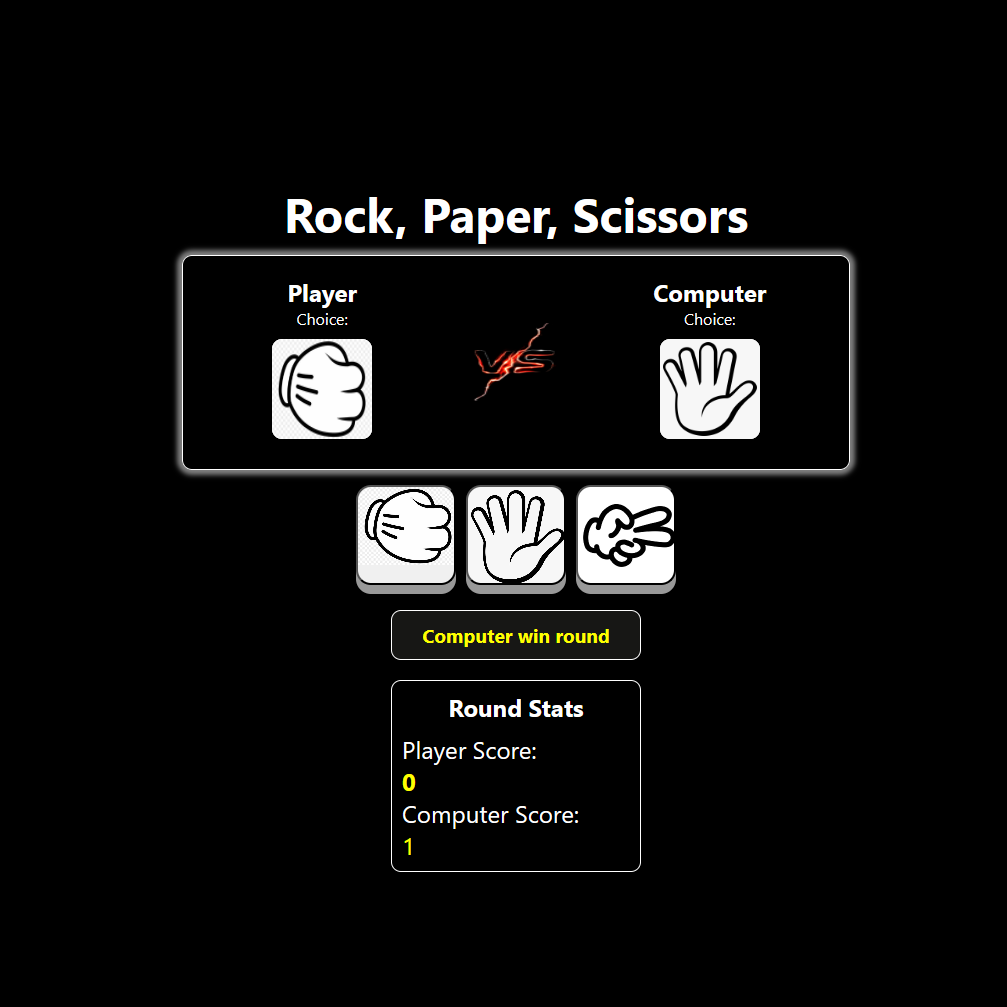 Rock, Paper, Scissors
Player
Choice:
VS
Computer
Choice:
Computer win round
Round Stats
Player Score:
0
Computer Score:
1